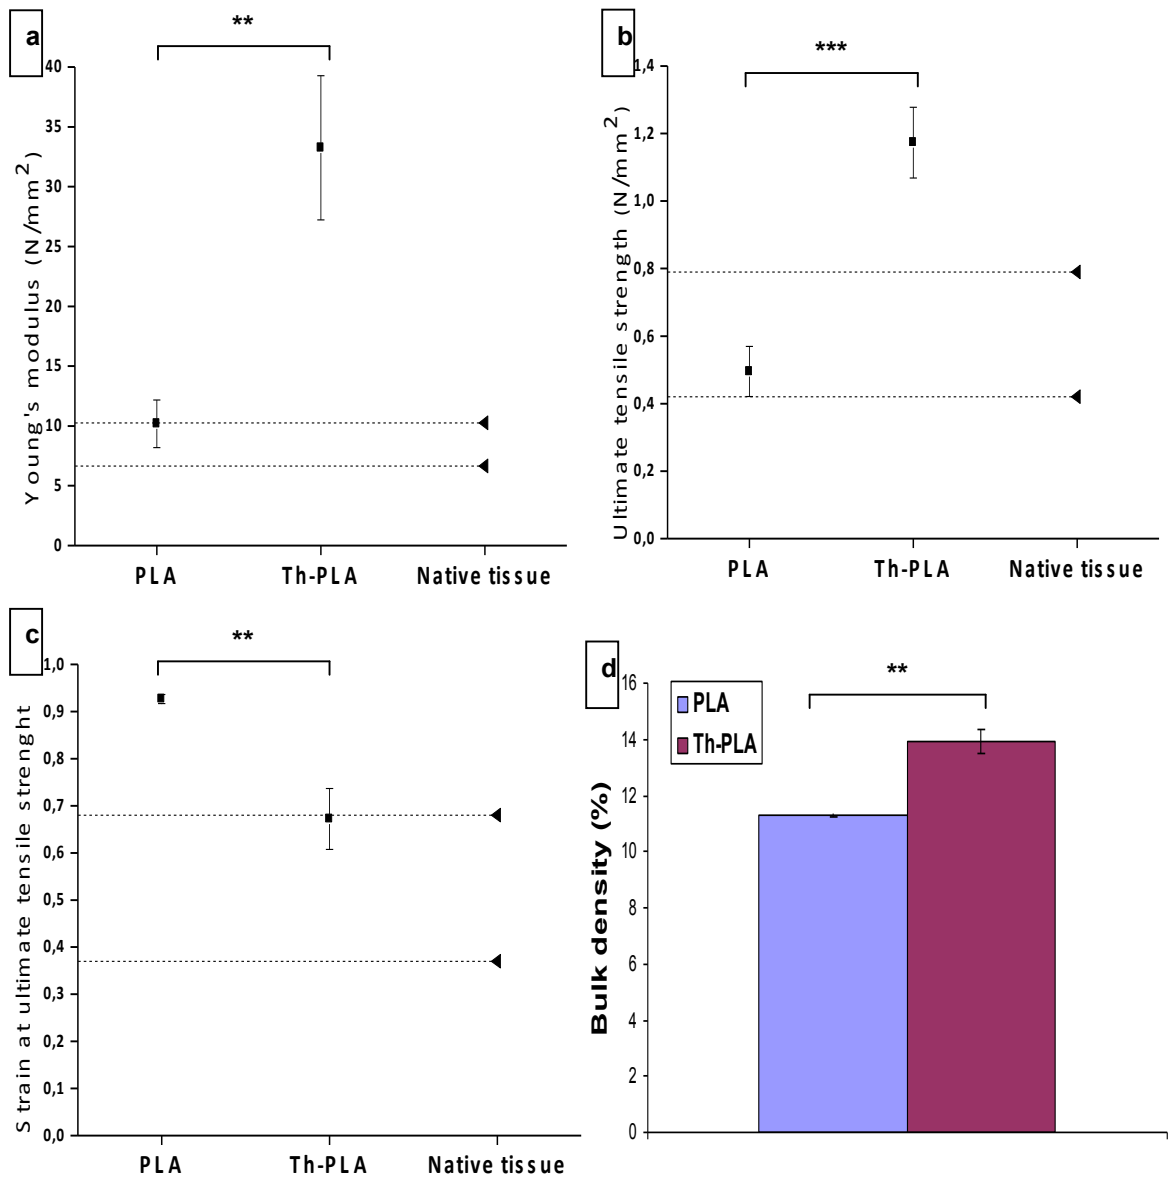 a
**
Young's modulus (N/mm²)
40
35
30
25
20
15
10
5
0
PLA
Th-PLA
Native tissue
b
***
Ultimate tensile strength (N/mm²)
1,4
1,2
1,0
0,8
0,6
0,4
0,2
0,0
PLA
Th-PLA
Native tissue
c
**
Strain at ultimate tensile strenght
1,0
0,9
0,8
0,7
0,6
0,5
0,4
0,3
0,2
0,1
0,0
PLA
Th-PLA
Native tissue
d
**
Bulk density (%)
16
14
12
10
8
6
4
2
0
PLA
Th-PLA